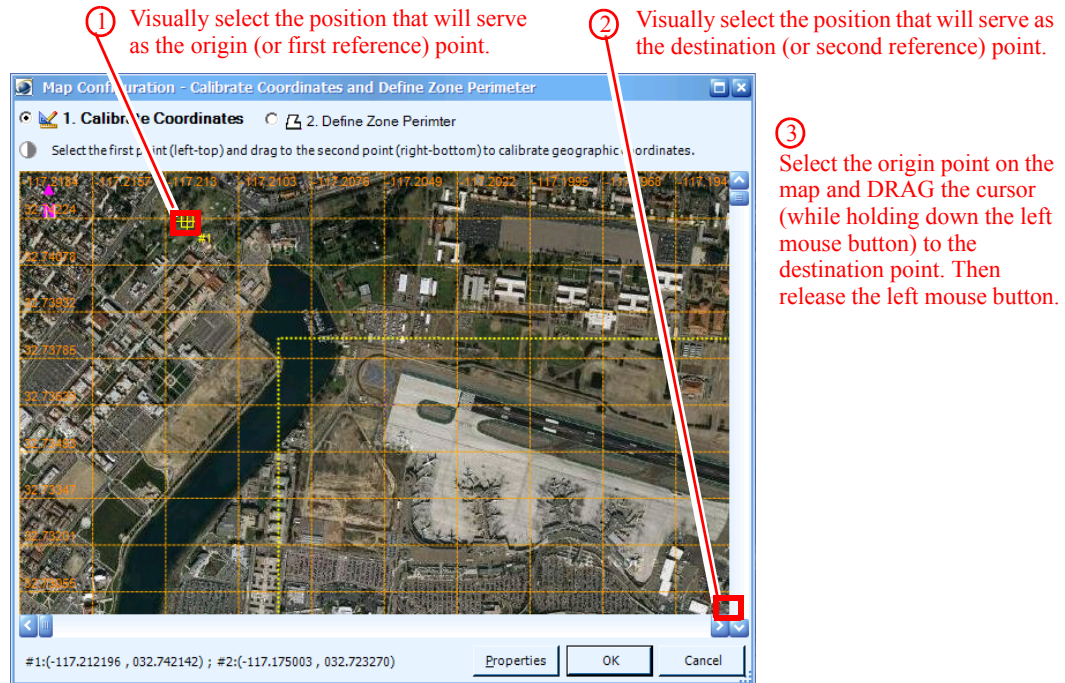 1 Visually select the position that will serve
as the origin (or first reference) point.
2 Visually select the position that will serve as
the destination (or second reference) point.
Map Configuration - Calibrate Coordinates and Define Zone Perimeter
1. Calibrate Coordinates 2. Define Zone Perimter
Select the first point (left-top) and drag to the second point (right-bottom) to calibrate geographic coordinates.
3
Select the origin point on the
map and DRAG the cursor
(while holding down the left
mouse button) to the
destination point. Then
release the left mouse button.
-117.2184 -117.2157 -117.213 -117.2103 -117.2076 -117.2049 -117.2022 -117.1995 -117.194
N
#1
32.74078
32.73932
32.73785
32.73347
32.73201
#1:(-117.212196 , 032.742142) ; #2:(-117.175003 , 032.723270)
Properties OK Cancel